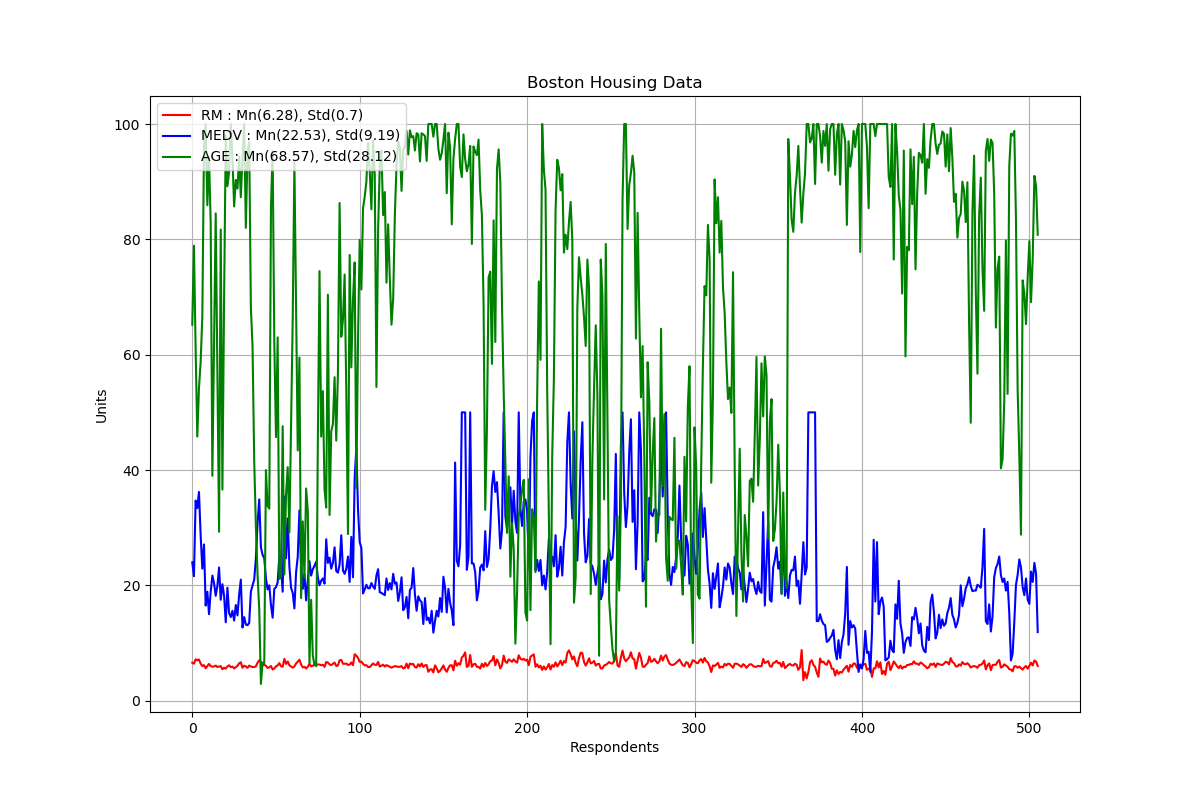 Boston Housing Data
RM : Mn(6.28), Std(0.7)
MEDV : Mn(22.53), Std(9.19)
AGE : Mn(68.57), Std(28.12)
100
80
60
40
20
0
Units
0 100 200 300 400 500
Respondents